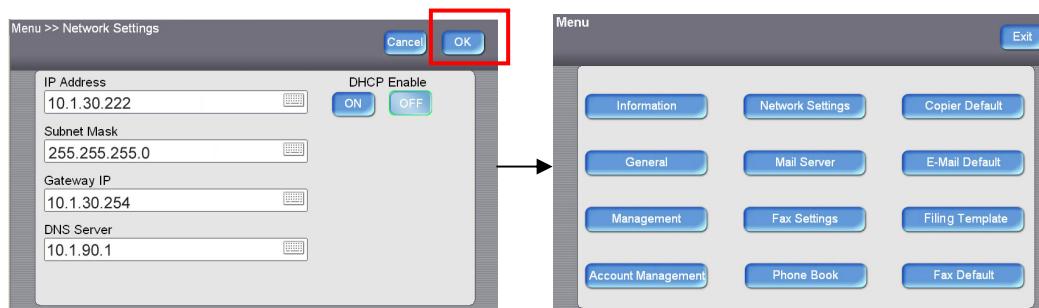 Menu >> Network Settings
Cancel OK
IP Address
DHCP Enable
10.1.30.222
ON OFF
Subnet Mask
255.255.255.0
Gateway IP
10.1.30.254
DNS Server
10.1.90.1
Menu
Exit
Information Network Settings Copier Default
General Mail Server E-Mail Default
Management Fax Settings Filing Template
Account Management Phone Book Fax Default